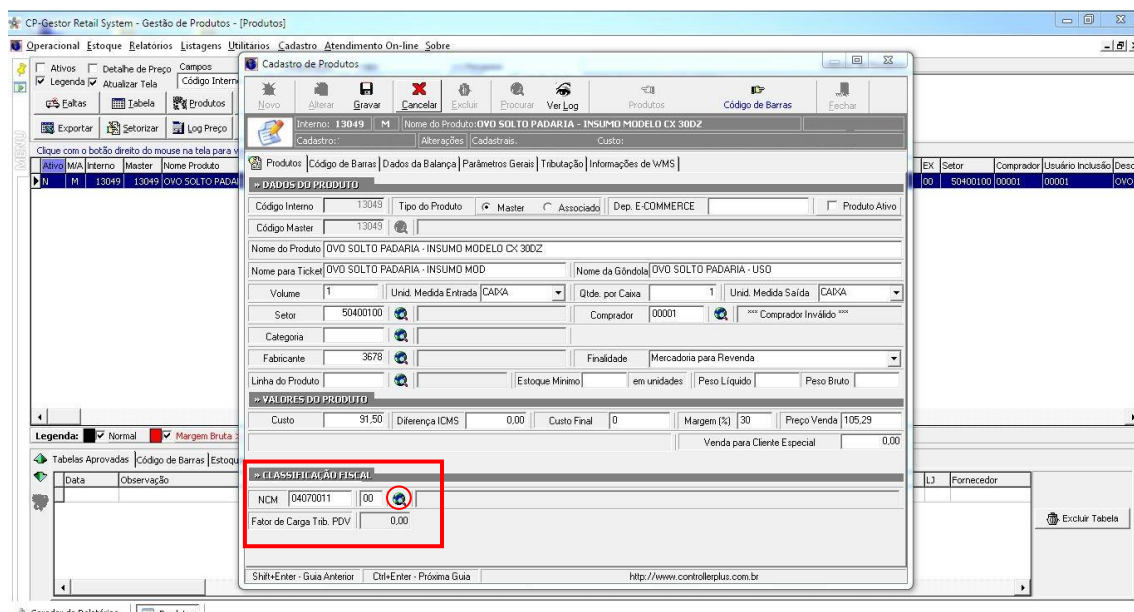 CP-Gestor Retail System - Gestão de Produtos - [Produtos]
Operacional Estoque Relatórios Listagens Utilitários Cadastro Atendimento On-line Sobre
Ativos Detalhe de Preço Campos
Legenda Atualizar Tela Código Intern
Faltas Tabela Produtos
Exportar Setorizar Log Preço
MENU
Clique com o botão direito do mouse na tela para v
Ativo M/A Interno Master Nome Produto
N M 13049 13049 OVO SOLTO PADAI
EX Setor Comprador Usuário Inclusão Desc
00 50400100 00001 00001 OVO
Cadastro de Produtos
Novo Alterar Gravar Cancelar Excluir Procurar Ver Log Produtos Código de Barras Fechar
Interno: 13049 M Nome do Produto: OVO SOLTO PADARIA - INSUMO MODELO CX 30DZ
Cadastro: Alterações Cadastrais. Custo:
Produtos Código de Barras Dados da Balança Parâmetros Gerais Tributação Informações de WMS
» DADOS DO PRODUTO
Código Interno 13049 Tipo do Produto Master Associado Dep. E-COMMERCE Produto Ativo
Código Master 13049
Nome do Produto OVO SOLTO PADARIA - INSUMO MODELO CX 30DZ
Nome para Ticket OVO SOLTO PADARIA - INSUMO MOD Nome da Gôndola OVO SOLTO PADARIA - USO
Volume 1 Unid. Medida Entrada CAIXA Qtde. por Caixa 1 Unid. Medida Saída CAIXA
Setor 50400100 Comprador 00001 *** Comprador Inválido ***
Categoria
Fabricante 3678 Finalidade Mercadoria para Revenda
Linha do Produto Estoque Minimo em unidades Peso Líquido Peso Bruto
» VALORES DO PRODUTO
Custo 91,50 Diferença ICMS 0,00 Custo Final 0 Margem (%) 30 Preço Venda 105,29
Venda para Cliente Especial 0,00
» CLASSIFICAÇÃO FISCAL
NCM 04070011 00
Fator de Carga Trib. PDV 0,00
Shift+Enter - Guia Anterior Ctrl+Enter - Próxima Guia http://www.controllerplus.com.br
Legenda: Normal Margem Bruta >
Tabelas Aprovadas Código de Barras Estoqu
Data Observação
LJ Fornecedor
Excluir Tabela